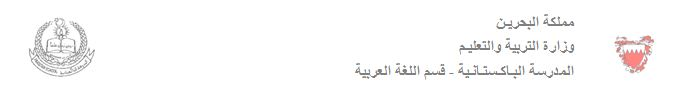 مملكة البحرين
وزارة التربية والتعليم
المدرسة الباكستانية - قسم اللغة العربية